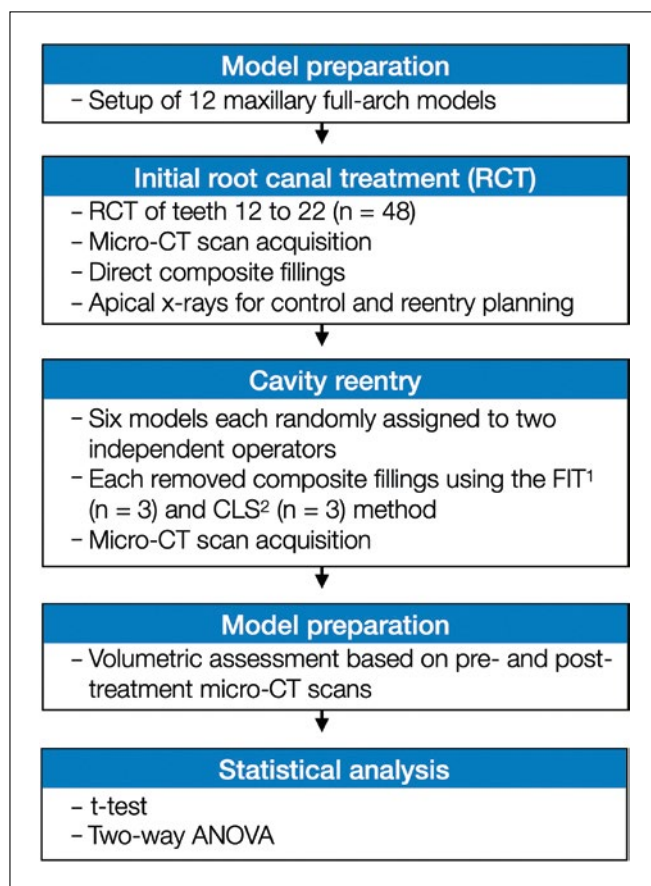 Model preparation
– Setup of 12 maxillary full-arch models
Initial root canal treatment (RCT)
– RCT of teeth 12 to 22 (n = 48)
– Micro-CT scan acquisition
– Direct composite fillings
– Apical x-rays for control and reentry planning
Cavity reentry
– Six models each randomly assigned to two
independent operators
– Each removed composite fillings using the FIT¹
(n = 3) and CLS² (n = 3) method
– Micro-CT scan acquisition
Model preparation
– Volumetric assessment based on pre- and post-
treatment micro-CT scans
Statistical analysis
– t-test
– Two-way ANOVA